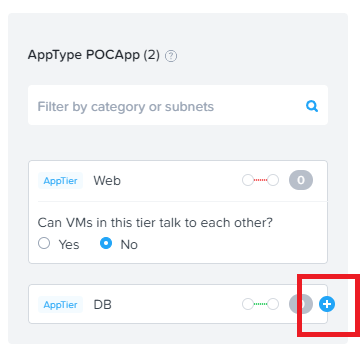 AppType POCApp (2) ?
Filter by category or subnets
AppTier Web 0
Can VMs in this tier talk to each other?
Yes No
AppTier DB 0